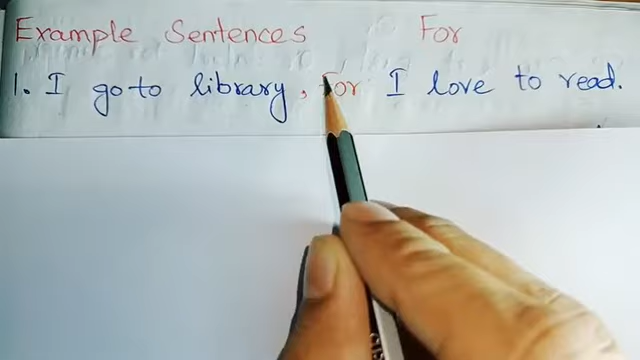 Example Sentences For
1. I go to library, For I love to read.